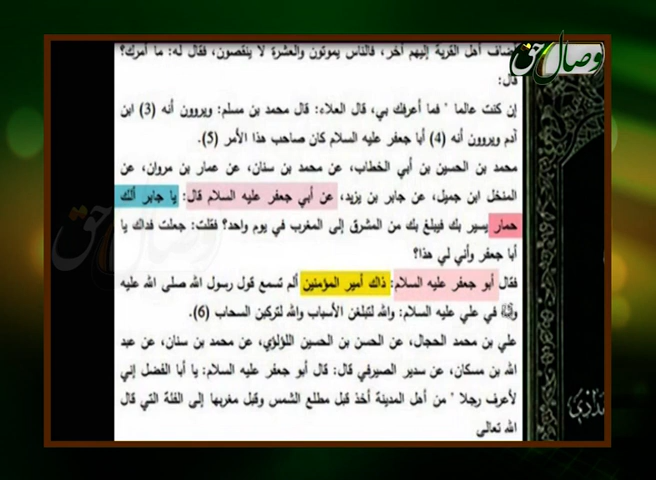 وصال حق
ضاف أهل القرية إليهم آخر، فالناس يموتون والعشرة لا ينقصون، فقال له: ما أمرك؟
قال:
إن كنت عالما " فما أعرفك بي، قال العلاء: قال محمد بن مسلم: ويروون أنه (3) ابن
آدم ويروون أنه (4) أبا جعفر عليه السلام كان صاحب هذا الأمر (5).
محمد بن الحسين بن أبي الخطاب، عن محمد بن سنان، عن عمار بن مروان، عن
المنخل ابن جميل، عن جابر بن يزيد، عن أبي جعفر عليه السلام قال: يا جابر ألك
حمار يسير بك فيبلغ بك من المشرق إلى المغرب في يوم واحد؟ فقلت: جعلت فداك يا
أبا جعفر وأني لي هذا؟
فقال أبو جعفر عليه السلام: ذاك أمير المؤمنين ألم تسمع قول رسول الله صلى الله عليه
وآله في علي عليه السلام: والله لتبلغن الأسباب والله لتركبن السحاب (6).
علي بن محمد الحجال، عن الحسن بن الحسين اللؤلؤي، عن محمد بن سنان، عن عبد
الله بن مسكان، عن سدير الصيرفي قال: قال أبو جعفر عليه السلام: يا أبا الفضل إني
لأعرف رجلا " من أهل المدينة أخذ قبل مطلع الشمس وقبل مغربها إلى الفئة التي قال
الله تعالى
وصال حق